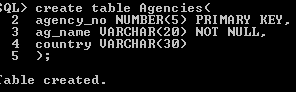 SQL> create table Agencies(
2 agency_no NUMBER(5) PRIMARY KEY,
3 ag_name VARCHAR(20) NOT NULL,
4 country VARCHAR(30)
5 );
Table created.